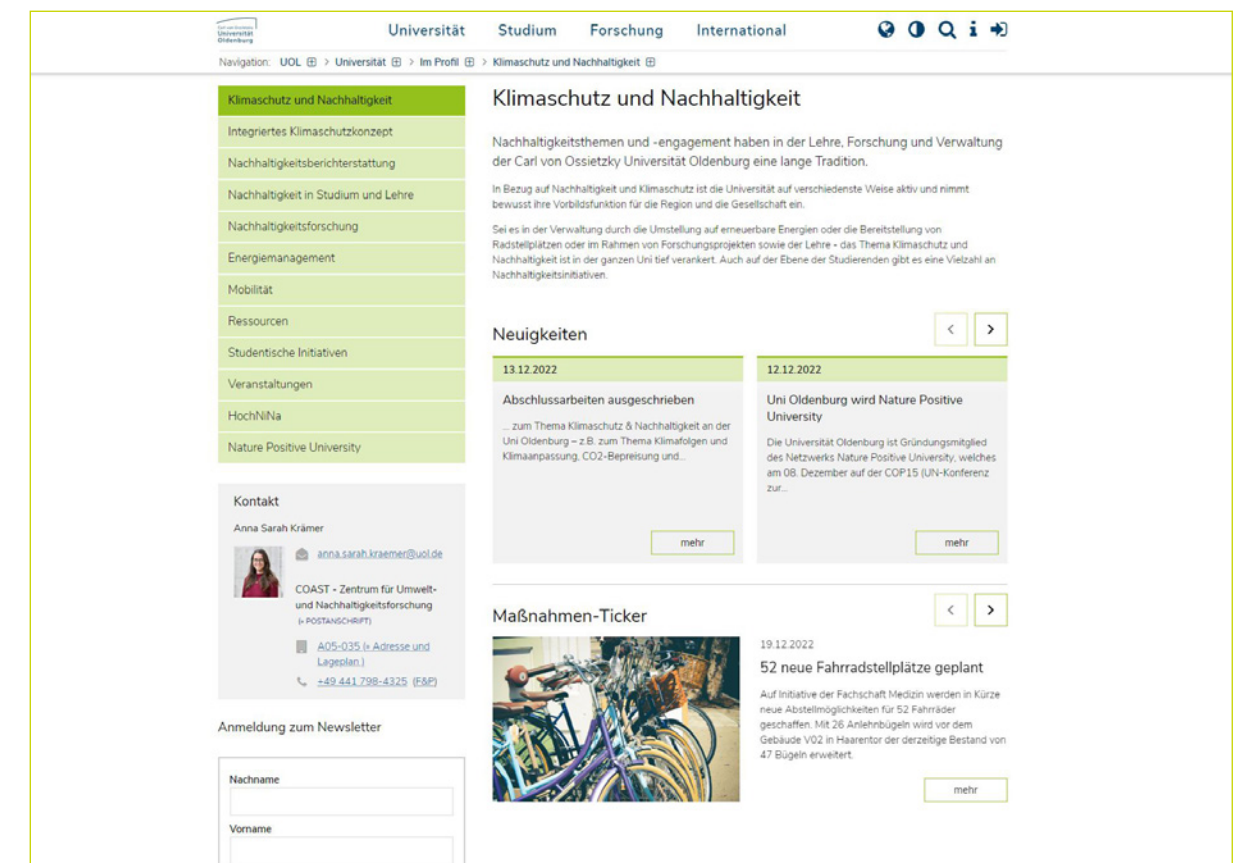 Carl von Ossietzky
Universität
Oldenburg
Universität Studium Forschung International
Navigation: UOL > Universität > Im Profil > Klimaschutz und Nachhaltigkeit
Klimaschutz und Nachhaltigkeit
Integriertes Klimaschutzkonzept
Nachhaltigkeitsberichterstattung
Nachhaltigkeit in Studium und Lehre
Nachhaltigkeitsforschung
Energiemanagement
Mobilität
Ressourcen
Studentische Initiativen
Veranstaltungen
HochNiNa
Nature Positive University
Kontakt
Anna Sarah Krämer
anna.sarah.kraemer@uol.de
COAST - Zentrum für Umwelt-
und Nachhaltigkeitsforschung
(» POSTANSCHRIFT)
A05-035 (» Adresse und
Lageplan )
+49 441 798-4325 (F&P)
Anmeldung zum Newsletter
Nachname
Vorname
Klimaschutz und Nachhaltigkeit
Nachhaltigkeitsthemen und -engagement haben in der Lehre, Forschung und Verwaltung
der Carl von Ossietzky Universität Oldenburg eine lange Tradition.
In Bezug auf Nachhaltigkeit und Klimaschutz ist die Universität auf verschiedenste Weise aktiv und nimmt
bewusst ihre Vorbildsfunktion für die Region und die Gesellschaft ein.
Sei es in der Verwaltung durch die Umstellung auf erneuerbare Energien oder die Bereitstellung von
Radstellplätzen oder im Rahmen von Forschungsprojekten sowie der Lehre - das Thema Klimaschutz und
Nachhaltigkeit ist in der ganzen Uni tief verankert. Auch auf der Ebene der Studierenden gibt es eine Vielzahl an
Nachhaltigkeitsinitiativen.
Neuigkeiten
13.12.2022
Abschlussarbeiten ausgeschrieben
... zum Thema Klimaschutz & Nachhaltigkeit an der
Uni Oldenburg – z.B. zum Thema Klimafolgen und
Klimaanpassung, CO2-Bepreisung und...
mehr
12.12.2022
Uni Oldenburg wird Nature Positive
University
Die Universität Oldenburg ist Gründungsmitglied
des Netzwerks Nature Positive University, welches
am 08. Dezember auf der COP15 (UN-Konferenz
zur...
mehr
Maßnahmen-Ticker
19.12.2022
52 neue Fahrradstellplätze geplant
Auf Initiative der Fachschaft Medizin werden in Kürze
neue Abstellmöglichkeiten für 52 Fahrräder
geschaffen. Mit 26 Anlehnbügeln wird vor dem
Gebäude V02 in Haarentor der derzeitige Bestand von
47 Bügeln erweitert.
mehr